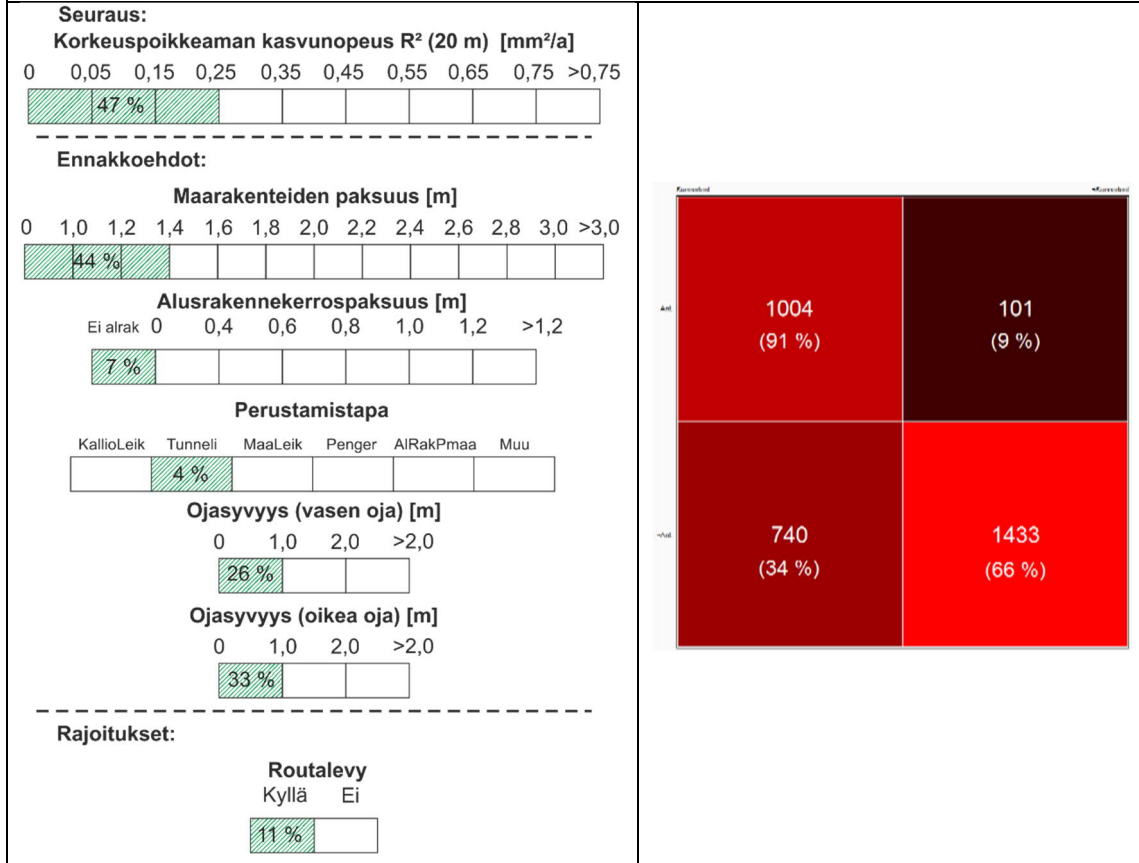 Seuraus:
Korkeuspoikkeaman kasvunopeus R² (20 m) [mm²/a]
0 0,05 0,15 0,25 0,35 0,45 0,55 0,65 0,75 >0,75
47 %
Ennakkoehdot:
Maarakenteiden paksuus [m]
0 1,0 1,2 1,4 1,6 1,8 2,0 2,2 2,4 2,6 2,8 3,0 >3,0
44 %
Alusrakennekerrospaksuus [m]
Ei alrak 0 0,4 0,6 0,8 1,0 1,2 >1,2
7 %
Perustamistapa
KallioLeik Tunneli MaaLeik Penger AlRakPmaa Muu
4 %
Ojasyvyys (vasen oja) [m]
0 1,0 2,0 >2,0
26 %
Ojasyvyys (oikea oja) [m]
0 1,0 2,0 >2,0
33 %
Rajoitukset:
Routalevy
Kyllä Ei
11 %
1004 101
(91 %) (9 %)
740 1433
(34 %) (66 %)